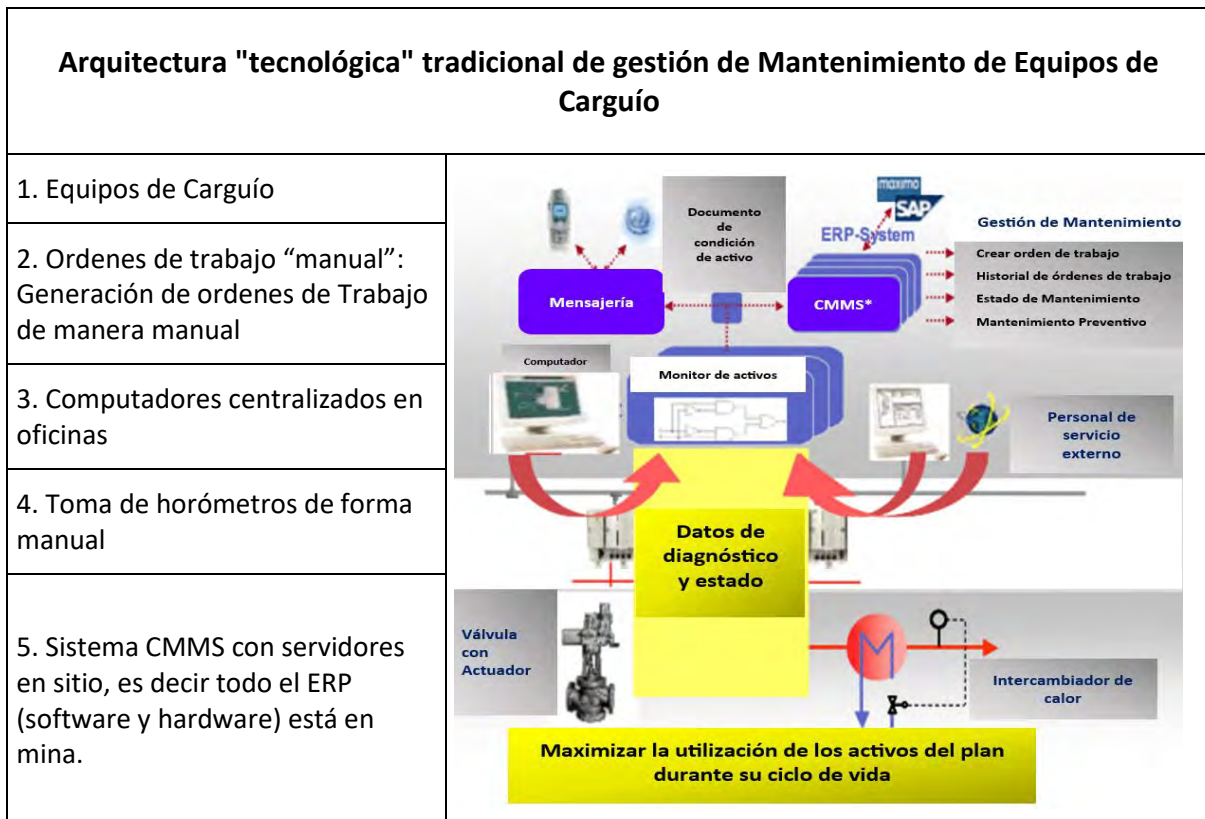 Arquitectura "tecnológica" tradicional de gestión de Mantenimiento de Equipos de
Carguío
1. Equipos de Carguío
2. Ordenes de trabajo “manual”:
Generación de ordenes de Trabajo
de manera manual
3. Computadores centralizados en
oficinas
4. Toma de horómetros de forma
manual
5. Sistema CMMS con servidores
en sitio, es decir todo el ERP
(software y hardware) está en
mina.
maximo
SAP
ERP-System
Documento
de
condición
de activo
Mensajería
CMMS*
Gestión de Mantenimiento
Crear orden de trabajo
Historial de órdenes de trabajo
Estado de Mantenimiento
Mantenimiento Preventivo
Computador
Monitor de activos
Personal de
servicio
externo
Datos de
diagnóstico
y estado
Válvula
con
Actuador
Intercambiador de
calor
Maximizar la utilización de los activos del plan
durante su ciclo de vida